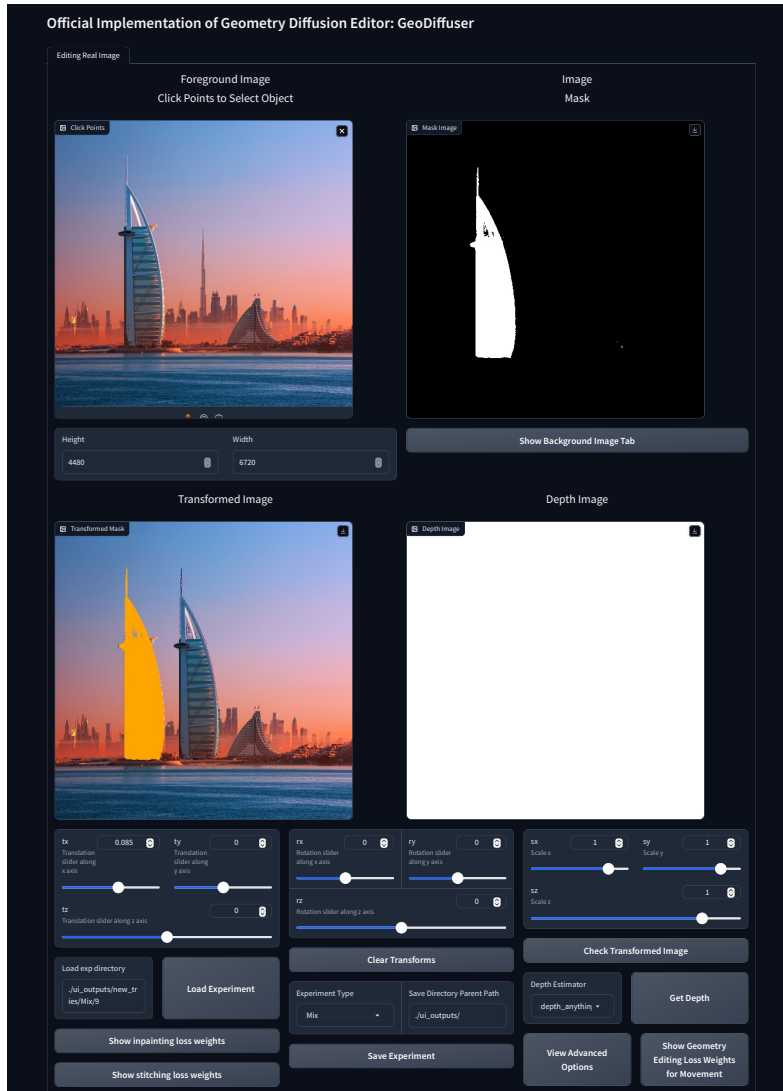 Official Implementation of Geometry Diffusion Editor: GeoDiffuser
Editing Real Image
Foreground Image
Image
Click Points to Select Object
Mask
Click Points
Mask Image
Height
Width
4480
6720
Show Background Image Tab
Transformed Image
Depth Image
Transformed Mask
Depth Image
tx
0.085
Translation
slider along
x axis
ty
0
Translation
slider along
y axis
tz
0
Translation slider along z axis
rx
0
Rotation slider
along x axis
ry
0
Rotation slider
along y axis
rz
0
Rotation slider along z axis
sx
1
Scale x
sy
1
Scale y
sz
1
Scale z
Clear Transforms
Check Transformed Image
Load exp directory
./ui_outputs/new_tr
ies/Mix/9
Load Experiment
Experiment Type
Mix
Save Directory Parent Path
./ui_outputs/
Depth Estimator
depth_anythin
Get Depth
Show inpainting loss weights
Save Experiment
View Advanced
Options
Show Geometry
Editing Loss Weights
for Movement
Show stitching loss weights